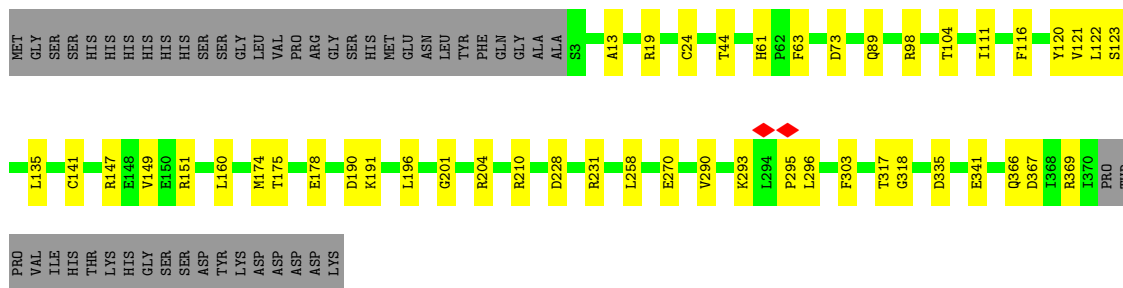 MET GLY SER SER HIS HIS HIS HIS HIS HIS SER SER GLY LEU VAL PRO ARG GLY SER HIS MET GLU ASN LEU TYR PHE GLN GLY ALA ALA S3 A13 R19 C24 T44 H61 P62 F63 D73 Q89 R98 T104 I111 F116 Y120 V121 L122 S123
L135 C141 R147 E148 V149 E150 R151 L160 M174 T175 E178 D190 K191 L196 G201 R204 R210 D228 R231 L258 E270 V290 K293 L294 P295 L296 F303 T317 G318 D335 E341 Q366 D367 I368 R369 I370 PRO
PRO VAL ILE HIS THR LYS HIS GLY SER SER ASP TYR LYS ASP ASP ASP ASP LYS